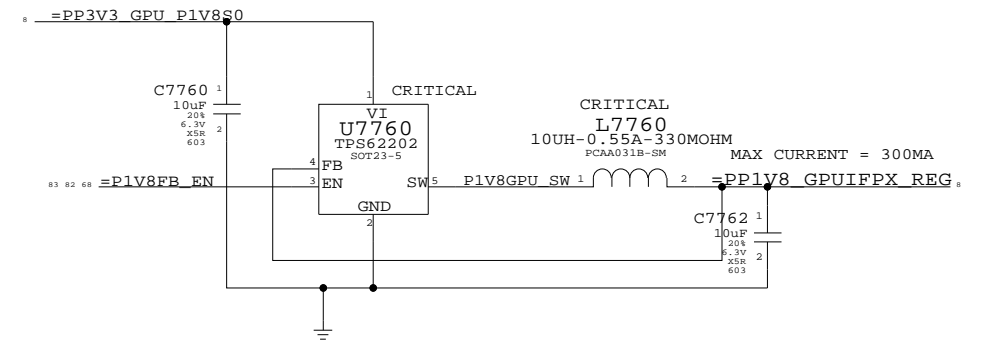 8 =PP3V3_GPU_P1V8S0
C7760 1
10uF
20%
6.3V
X5R 2
603
1 CRITICAL
VI
U7760
TPS62202
SOT23-5
4 FB
83 82 68 =P1V8FB_EN 3 EN
SW 5
GND
2
P1V8GPU_SW 1
CRITICAL
L7760
10UH-0.55A-330MOHM
PCAA031B-SM
2
MAX CURRENT = 300MA
=PP1V8_GPUIFPX_REG 8
C7762 1
10uF
20%
6.3V
X5R 2
603